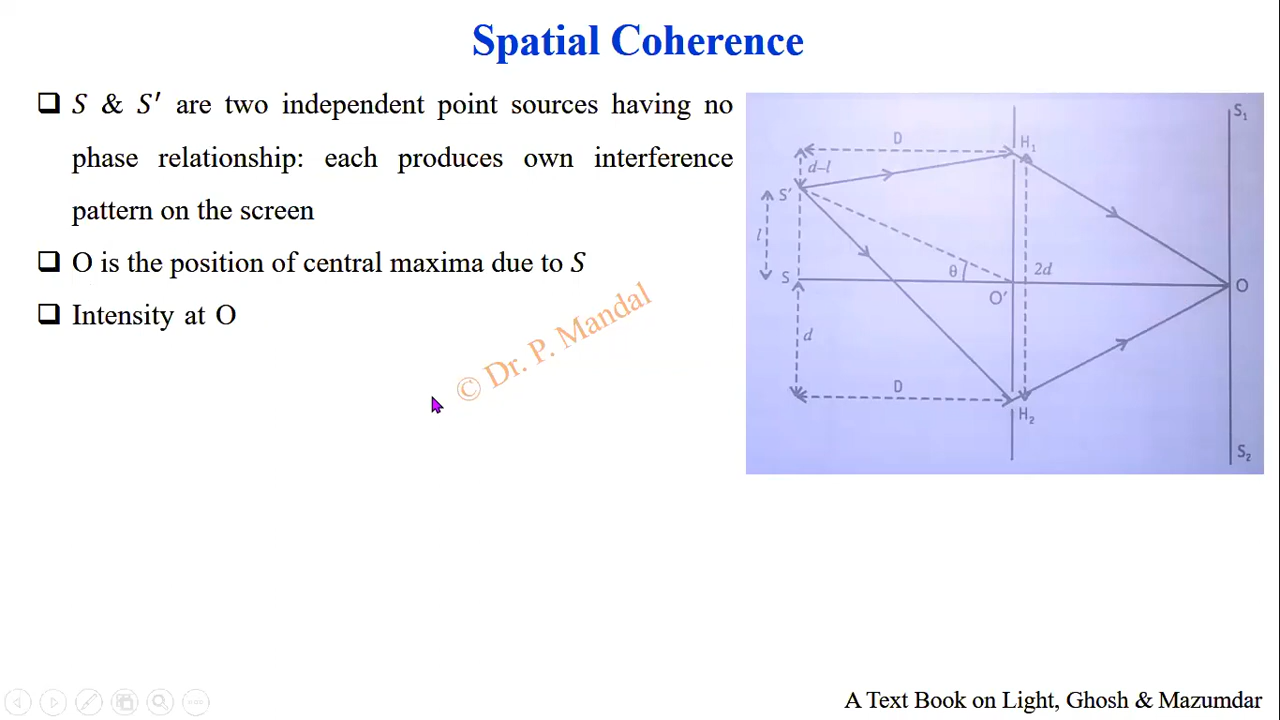 Spatial Coherence
❑ S & S′ are two independent point sources having no
phase relationship: each produces own interference
pattern on the screen
❑ O is the position of central maxima due to S
❑ Intensity at O
© Dr. P. Mandal
S₁
D
H₁
d–l
S′
l
θ
2d
S
O′
O
d
D
H₂
S₂
A Text Book on Light, Ghosh & Mazumdar